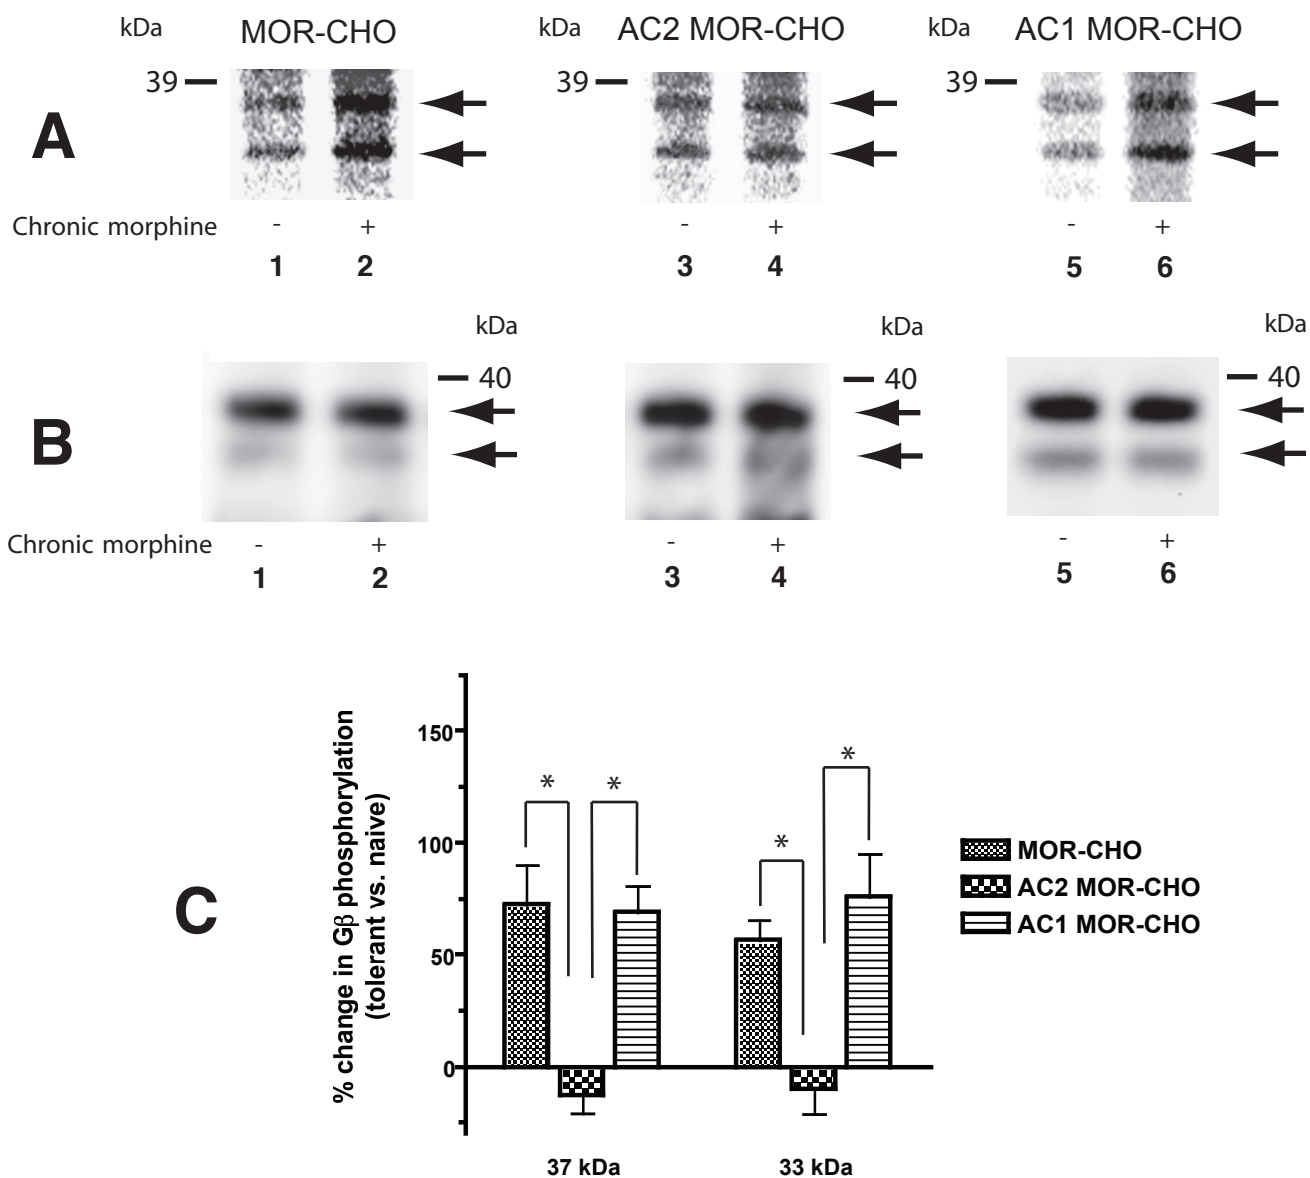 kDa MOR-CHO kDa AC2 MOR-CHO kDa AC1 MOR-CHO
39 39 39
A
Chronic morphine - + - + - +
1 2 3 4 5 6
kDa kDa kDa
40 40 40
B
Chronic morphine - + - + - +
1 2 3 4 5 6
C
% change in Gβ phosphorylation
(tolerant vs. naive)
150
100
50
0
* *
* *
37 kDa 33 kDa
MOR-CHO
AC2 MOR-CHO
AC1 MOR-CHO